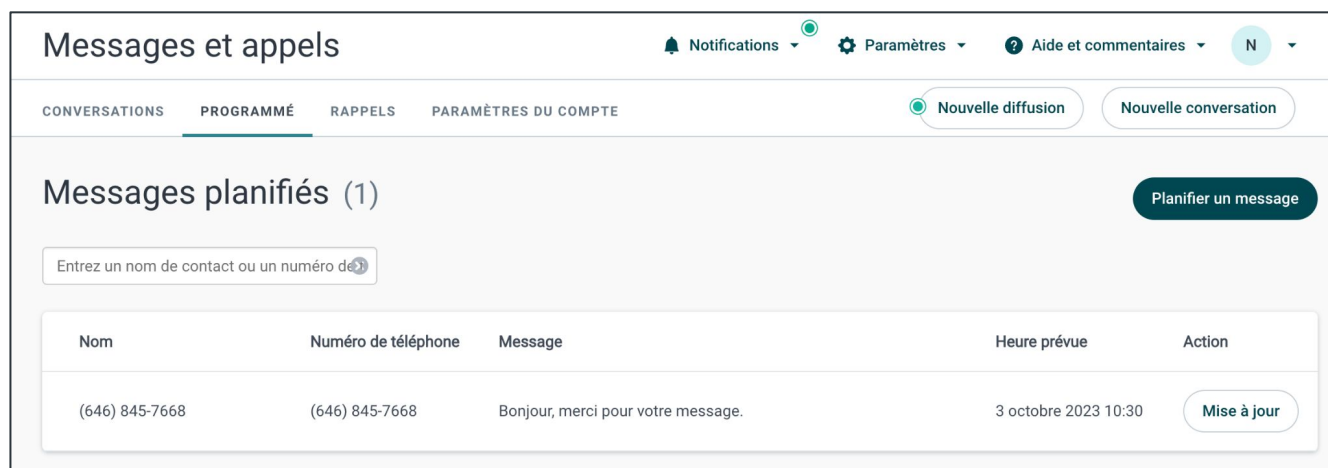 Messages et appels
Notifications
Paramètres
Aide et commentaires
N
CONVERSATIONS PROGRAMMÉ RAPPELS PARAMÈTRES DU COMPTE
Nouvelle diffusion
Nouvelle conversation
Messages planifiés (1)
Planifier un message
Entrez un nom de contact ou un numéro de
Nom Numéro de téléphone Message Heure prévue Action
(646) 845-7668 (646) 845-7668 Bonjour, merci pour votre message. 3 octobre 2023 10:30 Mise à jour